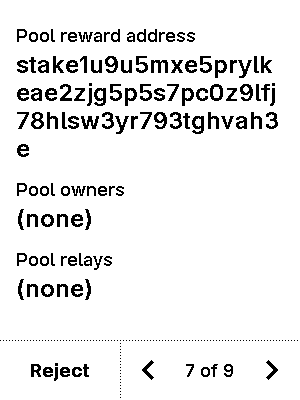 Pool reward address
stake1u9u5mxe5prylk
eae2zjg5p5s7pc0z9lfj
78hlsw3yr793tghvah3
e
Pool owners
(none)
Pool relays
(none)
Reject
7 of 9